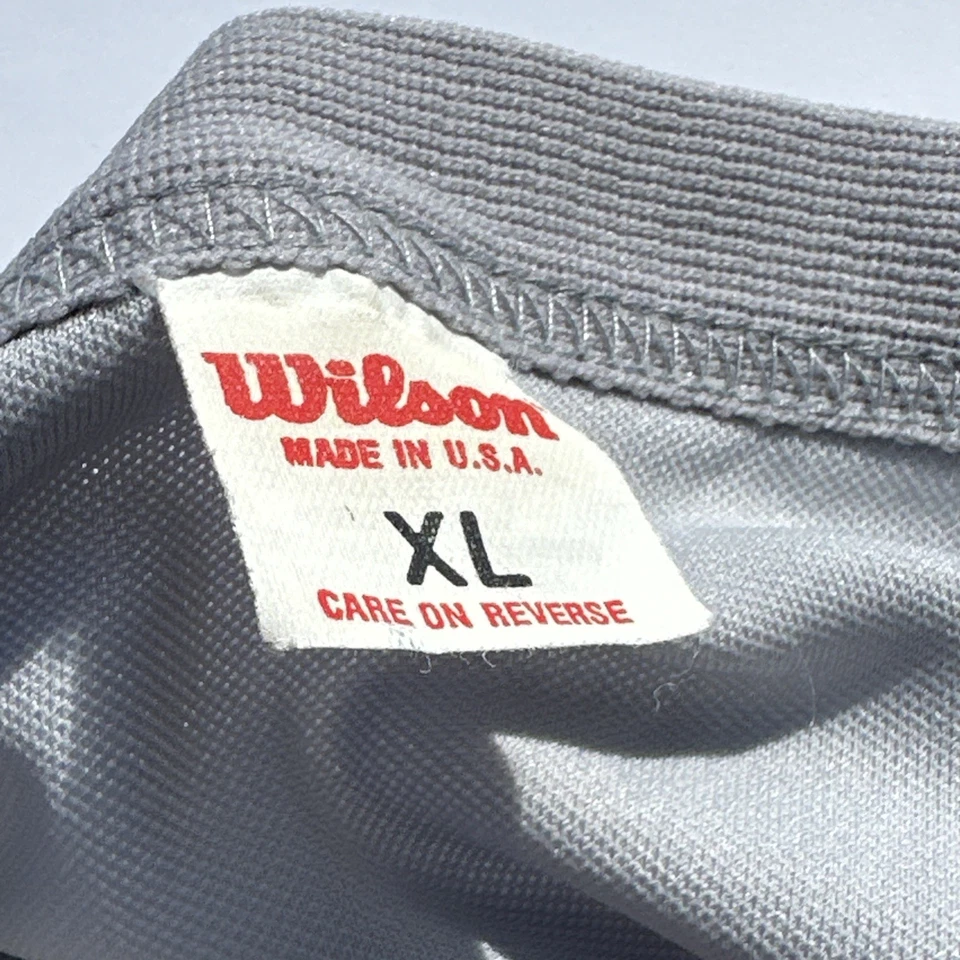 Wilson
MADE IN U.S.A.
XL
CARE ON REVERSE